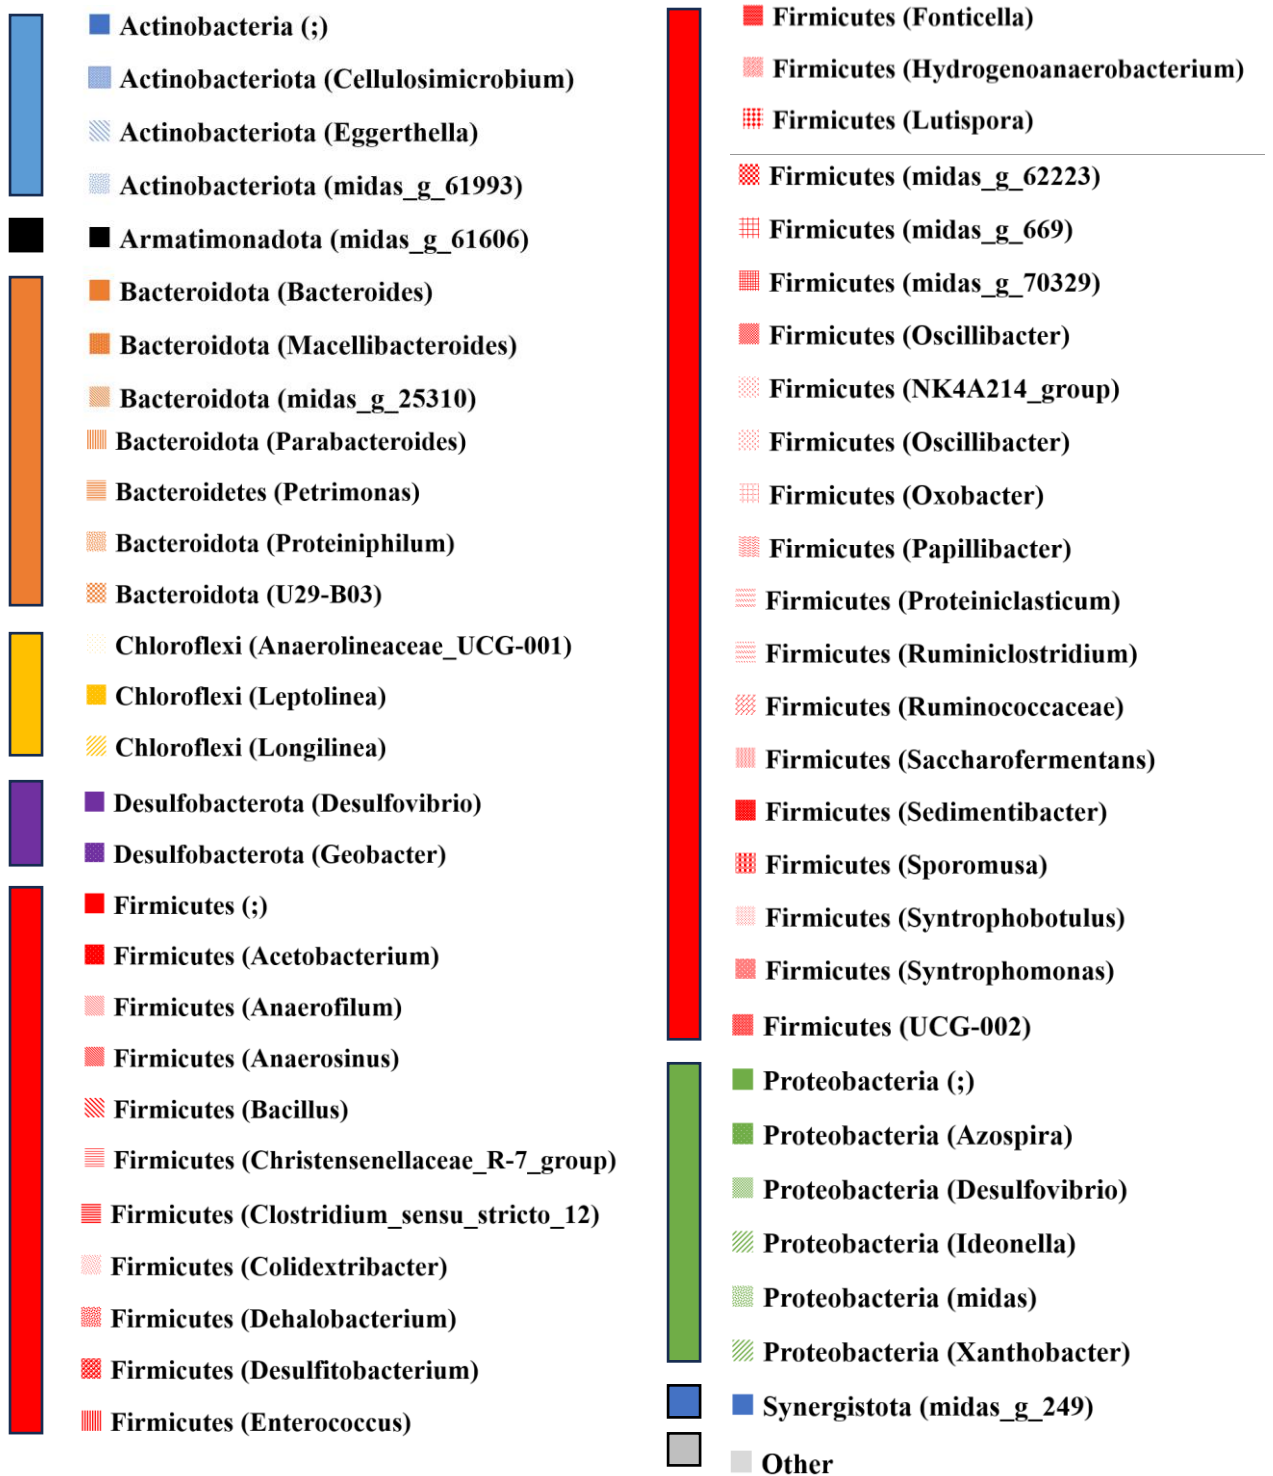 Actinobacteria (;)
Actinobacteriota (Cellulosimicrobium)
Actinobacteriota (Eggerthella)
Actinobacteriota (midas_g_61993)
Armatimonadota (midas_g_61606)
Bacteroidota (Bacteroides)
Bacteroidota (Macellibacteroides)
Bacteroidota (midas_g_25310)
Bacteroidota (Parabacteroides)
Bacteroidetes (Petrimonas)
Bacteroidota (Proteiniphilum)
Bacteroidota (U29-B03)
Chloroflexi (Anaerolineaceae_UCG-001)
Chloroflexi (Leptolinea)
Chloroflexi (Longilinea)
Desulfobacterota (Desulfovibrio)
Desulfobacterota (Geobacter)
Firmicutes (;)
Firmicutes (Acetobacterium)
Firmicutes (Anaerofilum)
Firmicutes (Anaerosinus)
Firmicutes (Bacillus)
Firmicutes (Christensenellaceae_R-7_group)
Firmicutes (Clostridium_sensu_stricto_12)
Firmicutes (Colidextribacter)
Firmicutes (Dehalobacterium)
Firmicutes (Desulfitobacterium)
Firmicutes (Enterococcus)
Firmicutes (Fonticella)
Firmicutes (Hydrogenoanaerobacterium)
Firmicutes (Lutispora)
Firmicutes (midas_g_62223)
Firmicutes (midas_g_669)
Firmicutes (midas_g_70329)
Firmicutes (Oscillibacter)
Firmicutes (NK4A214_group)
Firmicutes (Oscillibacter)
Firmicutes (Oxobacter)
Firmicutes (Papillibacter)
Firmicutes (Proteiniclasticum)
Firmicutes (Ruminiclostridium)
Firmicutes (Ruminococcaceae)
Firmicutes (Saccharofermentans)
Firmicutes (Sedimentibacter)
Firmicutes (Sporomusa)
Firmicutes (Syntrophobotulus)
Firmicutes (Syntrophomonas)
Firmicutes (UCG-002)
Proteobacteria (;)
Proteobacteria (Azospira)
Proteobacteria (Desulfovibrio)
Proteobacteria (Ideonella)
Proteobacteria (midas)
Proteobacteria (Xanthobacter)
Synergistota (midas_g_249)
Other